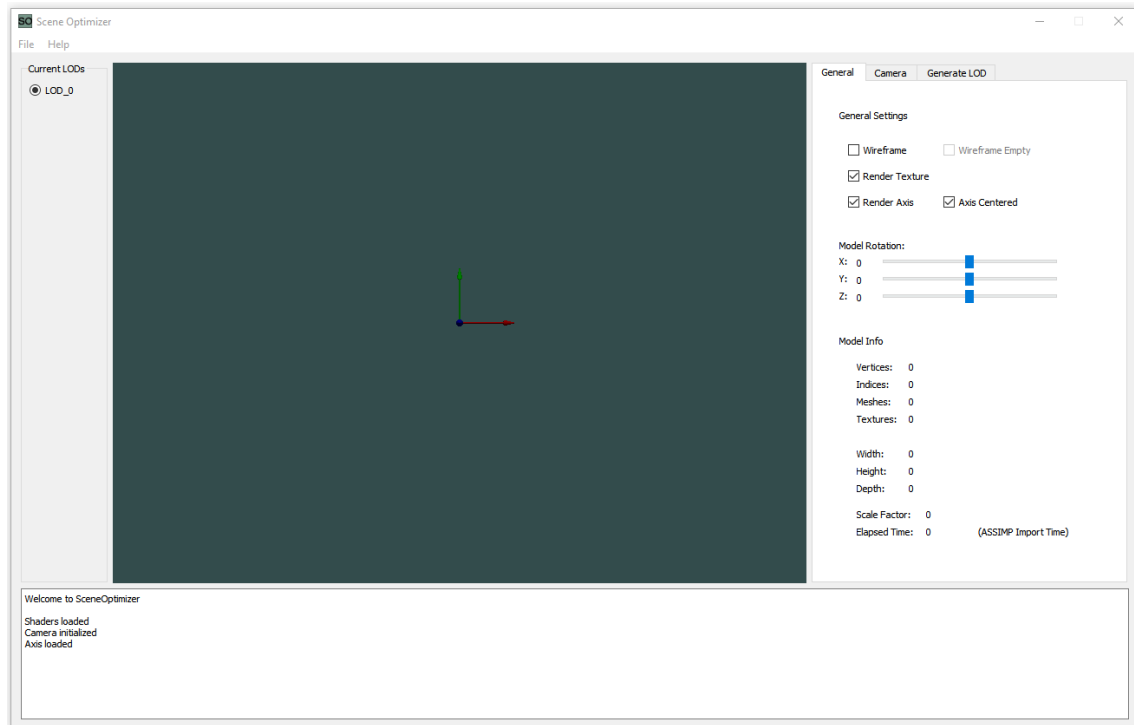 SO Scene Optimizer
File Help
Current LODs
LOD_0
General Camera Generate LOD
General Settings
Wireframe Wireframe Empty
Render Texture
Render Axis Axis Centered
Model Rotation:
X: 0
Y: 0
Z: 0
Model Info
Vertices: 0
Indices: 0
Meshes: 0
Textures: 0
Width: 0
Height: 0
Depth: 0
Scale Factor: 0
Elapsed Time: 0 (ASSIMP Import Time)
Welcome to SceneOptimizer
Shaders loaded
Camera initialized
Axis loaded